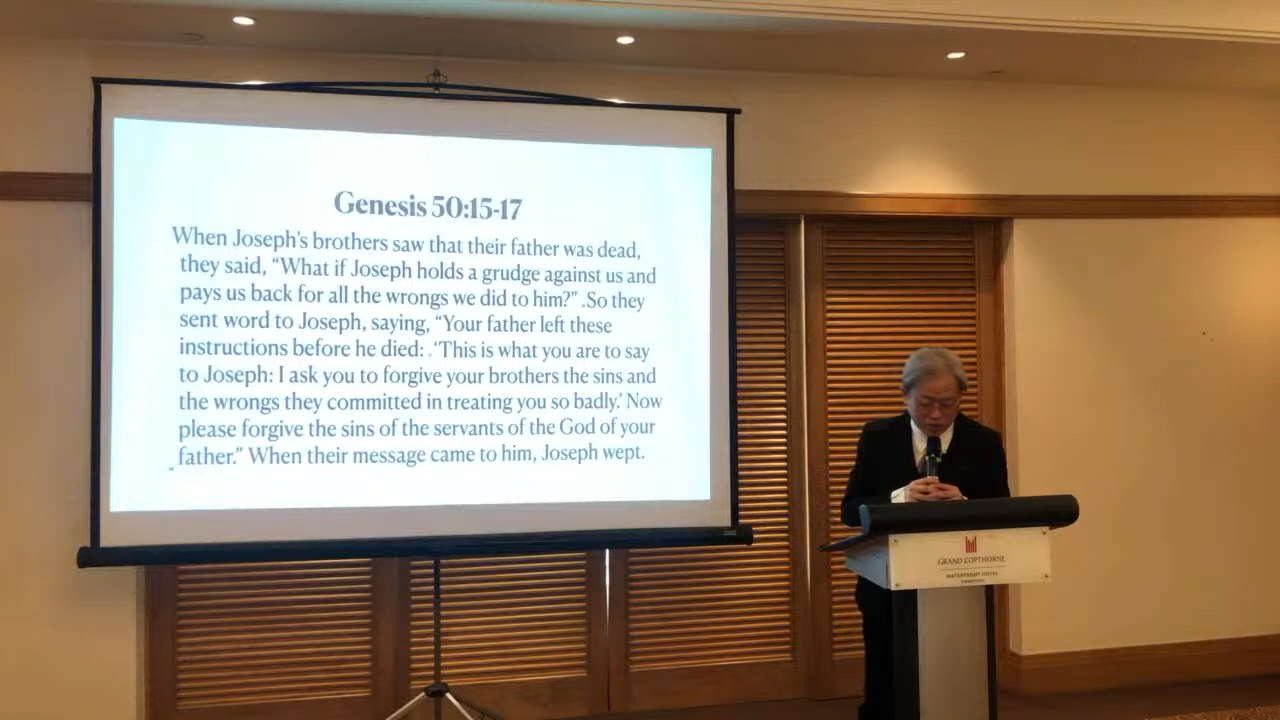 Genesis 50:15-17
When Joseph's brothers saw that their father was dead,
they said, “What if Joseph holds a grudge against us and
pays us back for all the wrongs we did to him?” .So they
sent word to Joseph, saying, “Your father left these
instructions before he died: . ‘This is what you are to say
to Joseph: I ask you to forgive your brothers the sins and
the wrongs they committed in treating you so badly.’ Now
please forgive the sins of the servants of the God of your
father.” When their message came to him, Joseph wept.
GRAND COPTHORNE
WATERFRONT HOTEL